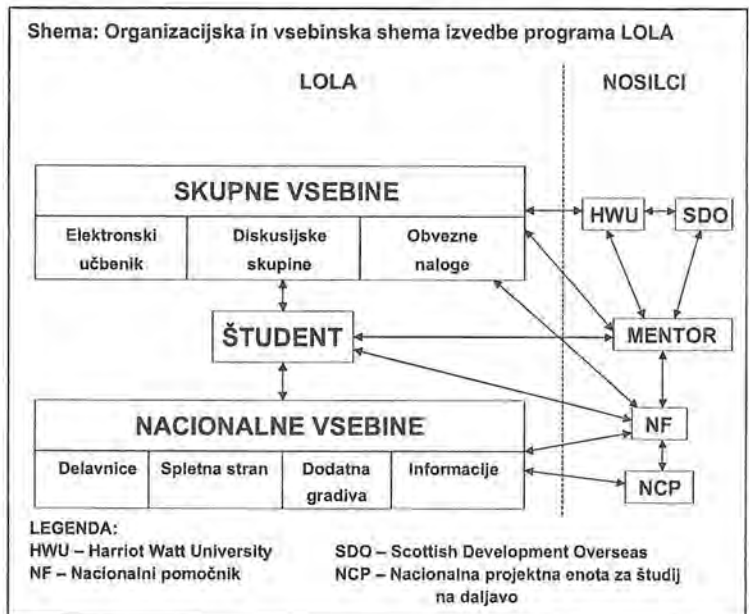 Shema: Organizacijska in vsebinska shema izvedbe programa LOLA
LOLA
NOSILCI
SKUPNE VSEBINE
Elektronski
učbenik
Diskusijske
skupine
Obvezne
naloge
HWU
SDO
ŠTUDENT
MENTOR
NACIONALNE VSEBINE
NF
Delavnice
Spletna stran
Dodatna
gradiva
Informacije
NCP
LEGENDA:
HWU – Harriot Watt University
NF – Nacionalni pomočnik
SDO – Scottish Development Overseas
NCP – Nacionalna projektna enota za študij
na daljavo